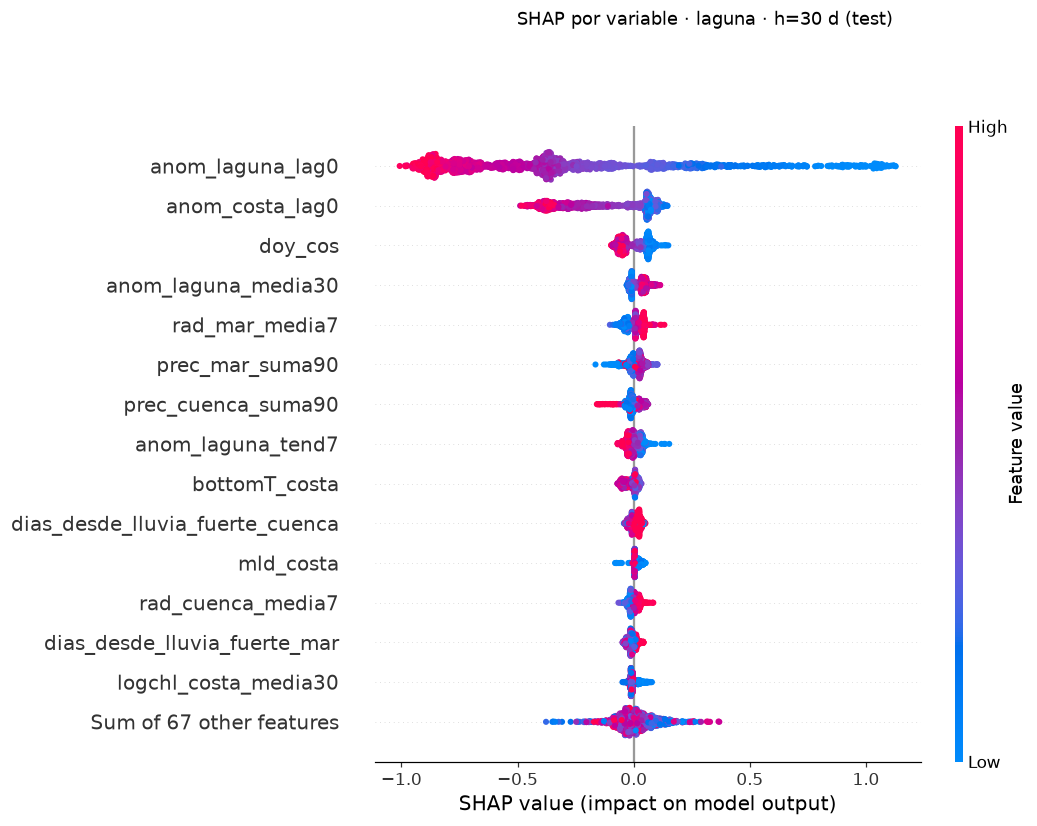 SHAP por variable · laguna · h=30 d (test)
High
anom_laguna_lag0
anom_costa_lag0
doy_cos
anom_laguna_media30
rad_mar_media7
prec_mar_suma90
prec_cuenca_suma90
anom_laguna_tend7
bottomT_costa
dias_desde_lluvia_fuerte_cuenca
mld_costa
rad_cuenca_media7
dias_desde_lluvia_fuerte_mar
logchl_costa_media30
Sum of 67 other features
Feature value
Low
−1.0 −0.5 0.0 0.5 1.0
SHAP value (impact on model output)